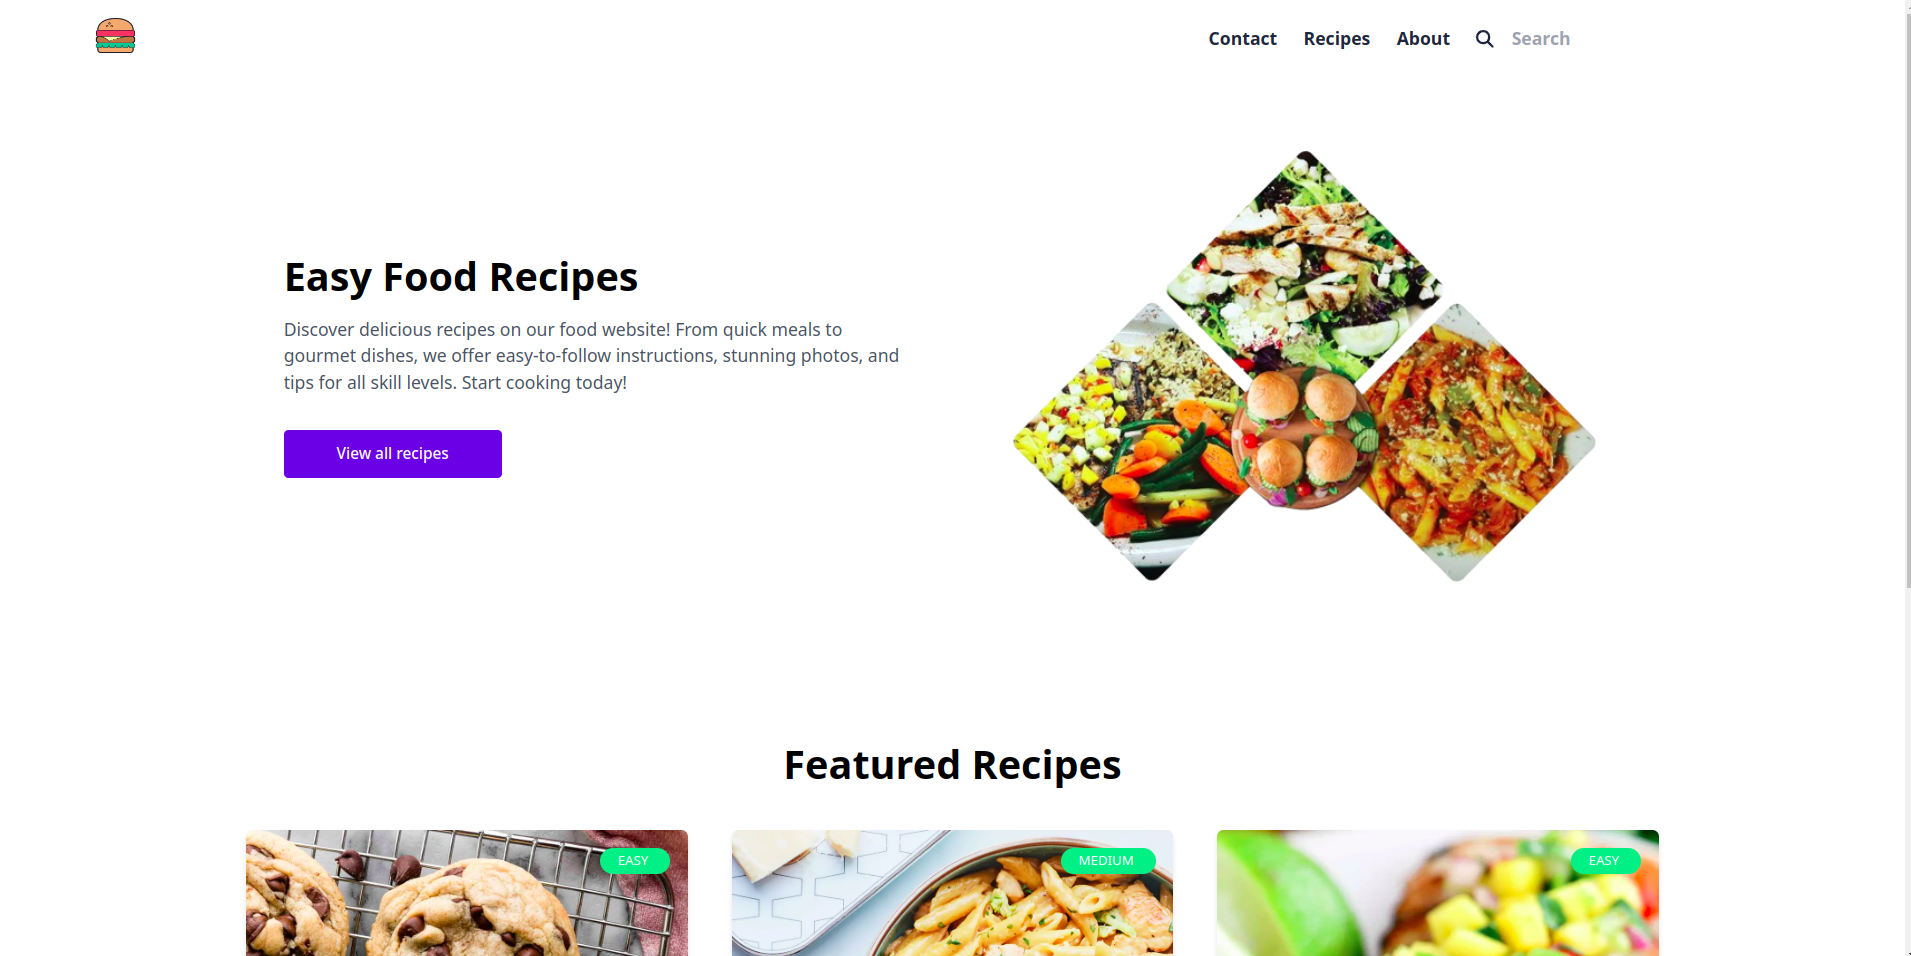 Contact Recipes About Search
Easy Food Recipes
Discover delicious recipes on our food website! From quick meals to
gourmet dishes, we offer easy-to-follow instructions, stunning photos, and
tips for all skill levels. Start cooking today!
View all recipes
Featured Recipes
EASY MEDIUM EASY